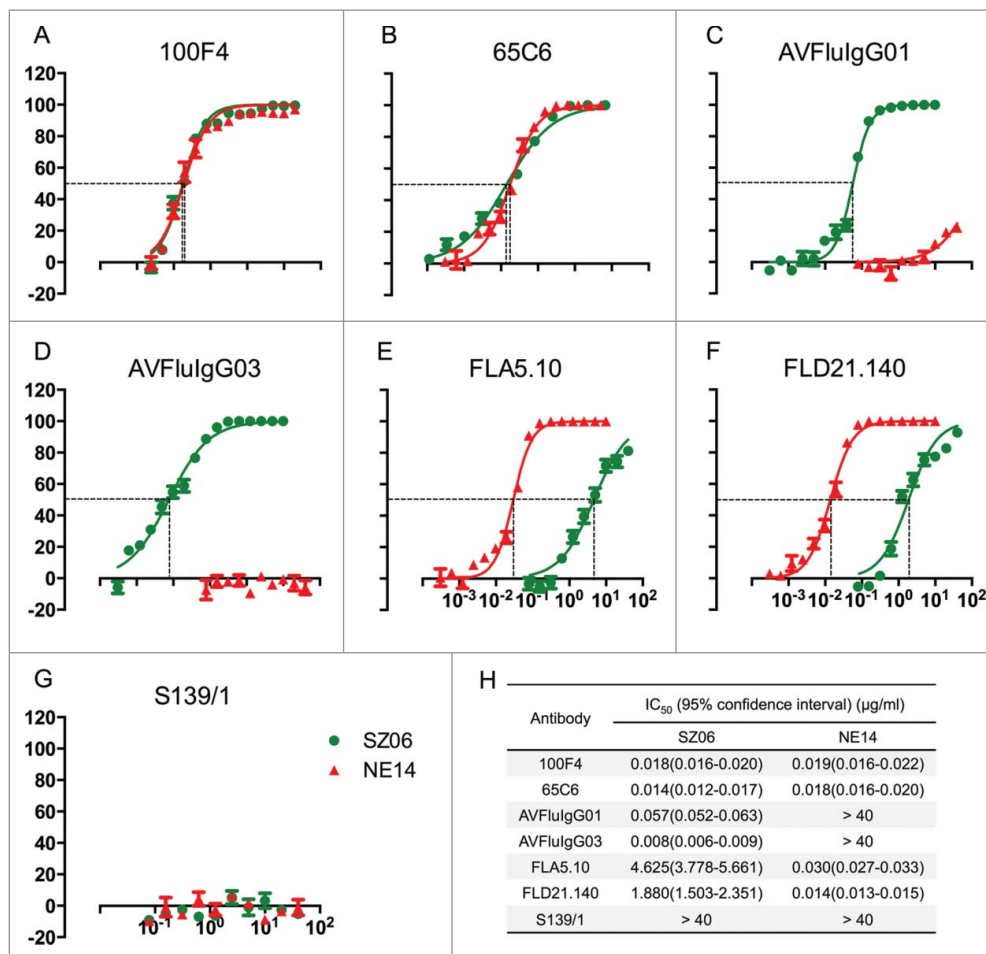 A
100F4
120
100
80
60
40
20
0
-20
B
65C6
C
AVFluIgG01
D
AVFluIgG03
120
100
80
60
40
20
0
-20
E
FLA5.10
10-3 10-2 10-1 100 101 102
F
FLD21.140
10-3 10-2 10-1 100 101 102
G
S139/1
120
100
80
60
40
20
0
-20
10-2 100 102
SZ06
NE14
H
Antibody IC50 (95% confidence interval) (µg/ml)
SZ06 NE14
100F4 0.018(0.016-0.020) 0.019(0.016-0.022)
65C6 0.014(0.012-0.017) 0.018(0.016-0.020)
AVFluIgG01 0.057(0.052-0.063) > 40
AVFluIgG03 0.008(0.006-0.009) > 40
FLA5.10 4.625(3.778-5.661) 0.030(0.027-0.033)
FLD21.140 1.880(1.503-2.351) 0.014(0.013-0.015)
S139/1 > 40 > 40